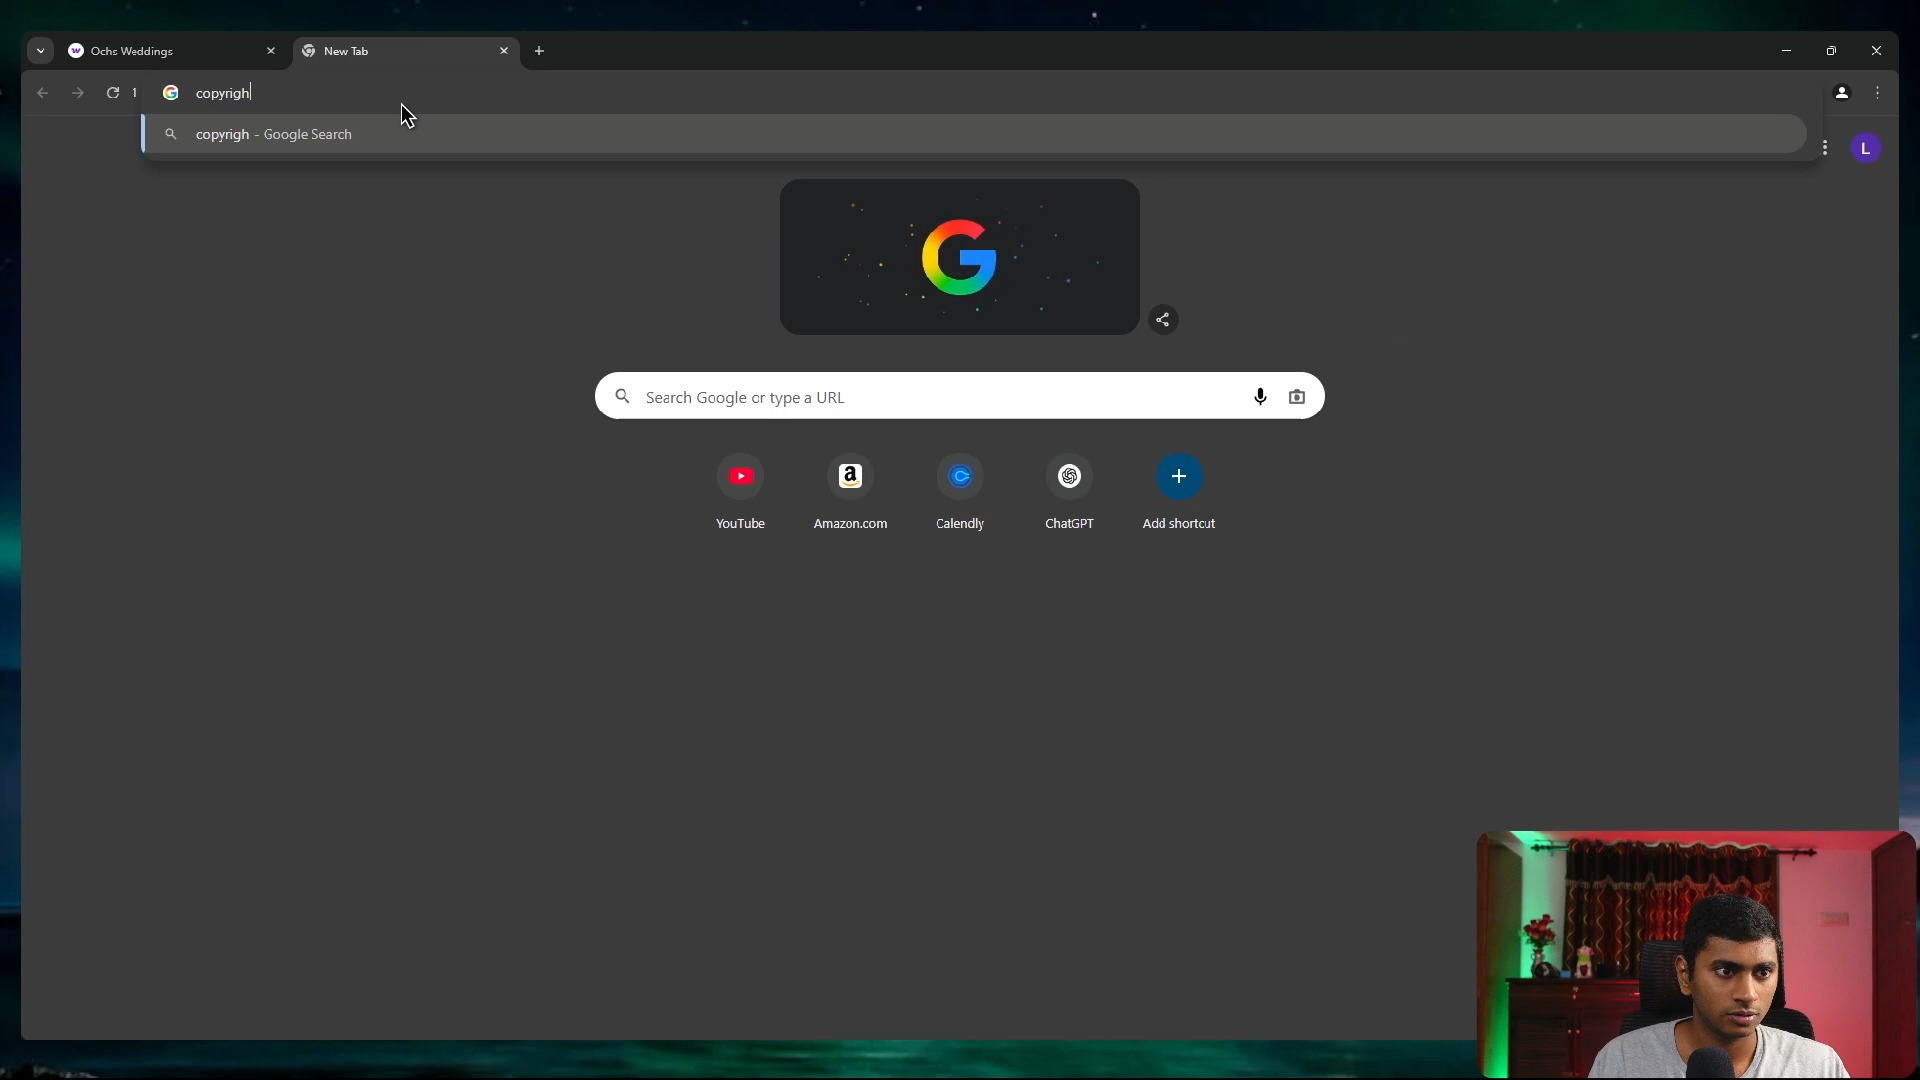 Ochs Weddings
New Tab
copyrigh
copyrigh - Google Search
L
Search Google or type a URL
YouTube
Amazon.com
Calendly
ChatGPT
Add shortcut